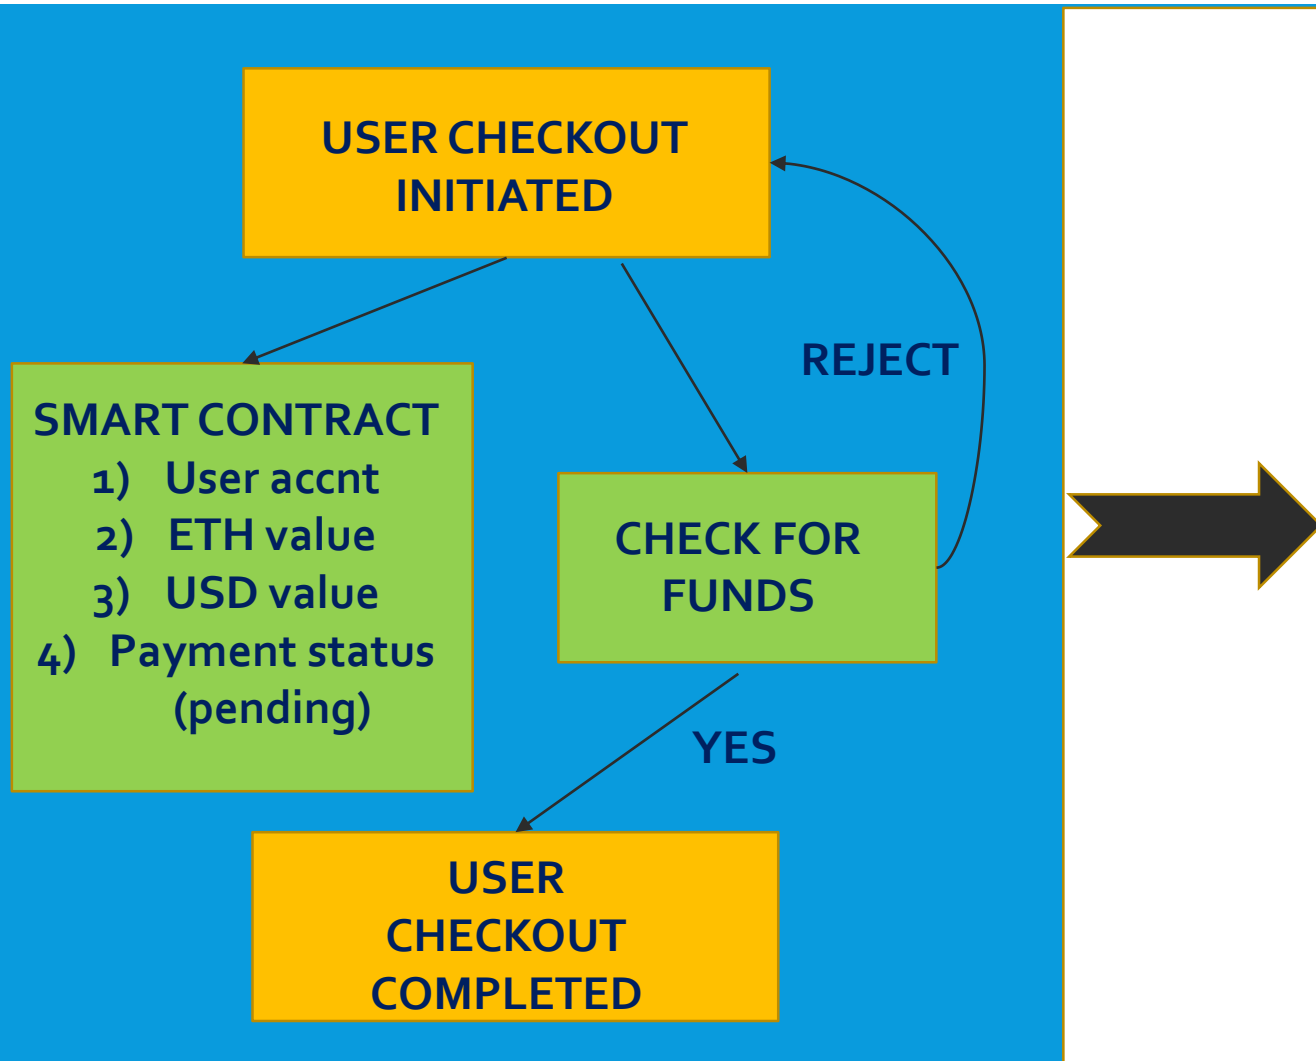 USER CHECKOUT
INITIATED
REJECT
SMART CONTRACT
1) User accnt
2) ETH value
3) USD value
4) Payment status
(pending)
CHECK FOR
FUNDS
YES
USER
CHECKOUT
COMPLETED